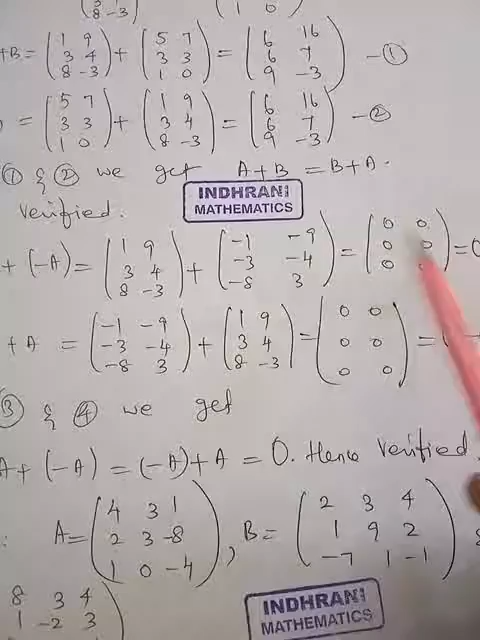 8 -3) 1 0
+B = (1 9 + (5 7 = (6 16
3 4 3 3 6 7 — ①
8 -3) 1 0) 9 -3)
= (5 7 + (1 9 = (6 16
3 3 3 4 6 7 — ②
1 0) 8 -3) 9 -3)
① & ② we get A+B = B+A.
Verified.
INDHRANI
MATHEMATICS
+ (-A) = (1 9 + (-1 -9 = (0 0
3 4 -3 -4 0 0 = 0
8 -3) -8 3) 0 0)
+ A = (-1 -9 + (1 9 = (0 0
-3 -4 3 4 0 0 =
-8 3) 8 -3) 0 0)
③ & ④ we get
A+(-A) = (-A)+A = 0. Hence Verified.
A = (4 3 1 , B = (2 3 4
2 3 -8 1 9 2
1 0 -4) -7 1 -1) &
8 3 4
1 -2 3
INDHRANI
MATHEMATICS